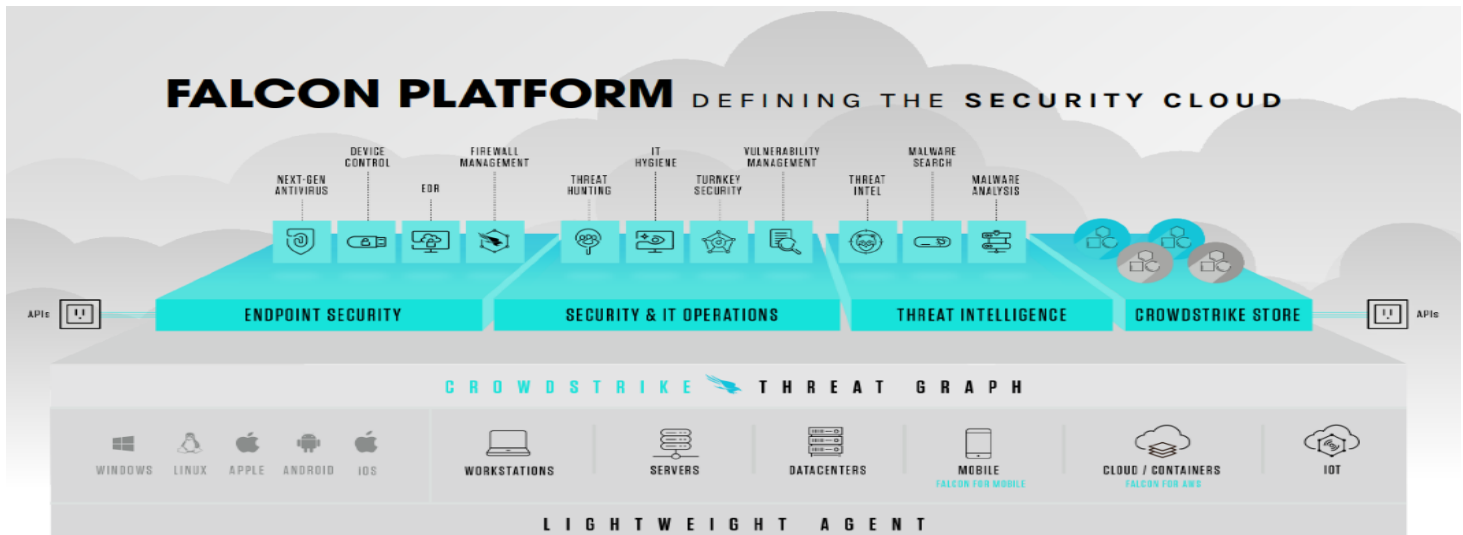 FALCON PLATFORM DEFINING THE SECURITY CLOUD
NEXT-GEN
ANTIVIRUS
DEVICE
CONTROL
EDR
FIREWALL
MANAGEMENT
THREAT
HUNTING
IT
HYGIENE
TURNKEY
SECURITY
VULNERABILITY
MANAGEMENT
THREAT
INTEL
MALWARE
SEARCH
MALWARE
ANALYSIS
APIs
ENDPOINT SECURITY
SECURITY & IT OPERATIONS
THREAT INTELLIGENCE
CROWDSTRIKE STORE
APIs
CROWDSTRIKE THREAT GRAPH
WINDOWS
LINUX
APPLE
ANDROID
IOS
WORKSTATIONS
SERVERS
DATACENTERS
MOBILE
FALCON FOR MOBILE
CLOUD / CONTAINERS
FALCON FOR AWS
IOT
LIGHTWEIGHT AGENT